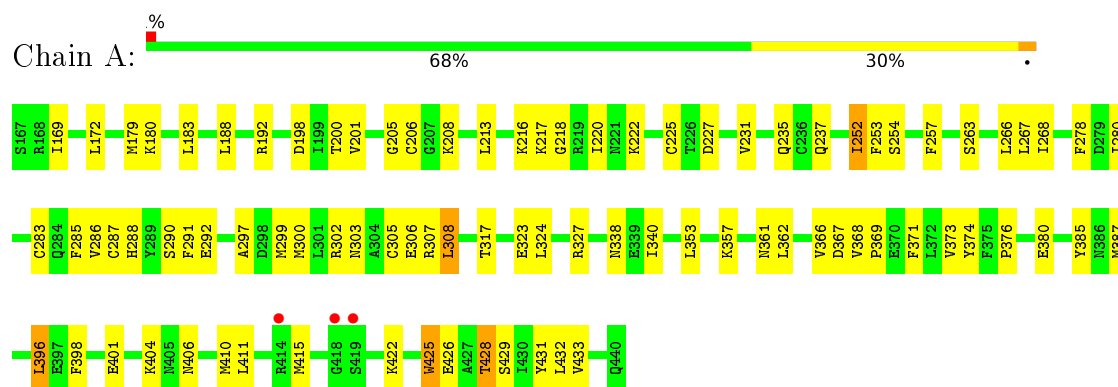 .%
Chain A:
68% 30% •
S167 R168 I169 L172 M179 K180 L183 L188 R192 D198 I199 T200 V201 G205 C206 G207 K208 L213 K216 K217 G218 R219 I220 N221 K222 C225 T226 D227 V231 Q235 C236 Q237 I252 F253 S254 F257 S263 L266 L267 I268 F278 D279 I280
C283 Q284 F285 V286 C287 H288 Y289 S290 F291 E292 A297 D298 M299 M300 L301 R302 N303 A304 C305 E306 R307 L308 T317 E323 L324 R327 N338 E339 I340 L353 K357 N361 L362 V366 D367 V368 P369 E370 F371 L372 V373 Y374 F375 P376 E380 Y385 N386 M387
L396 E397 F398 E401 K404 N405 N406 M410 L411 R414 M415 G418 S419 K422 W425 E426 A427 T428 S429 I430 Y431 L432 V433 Q440